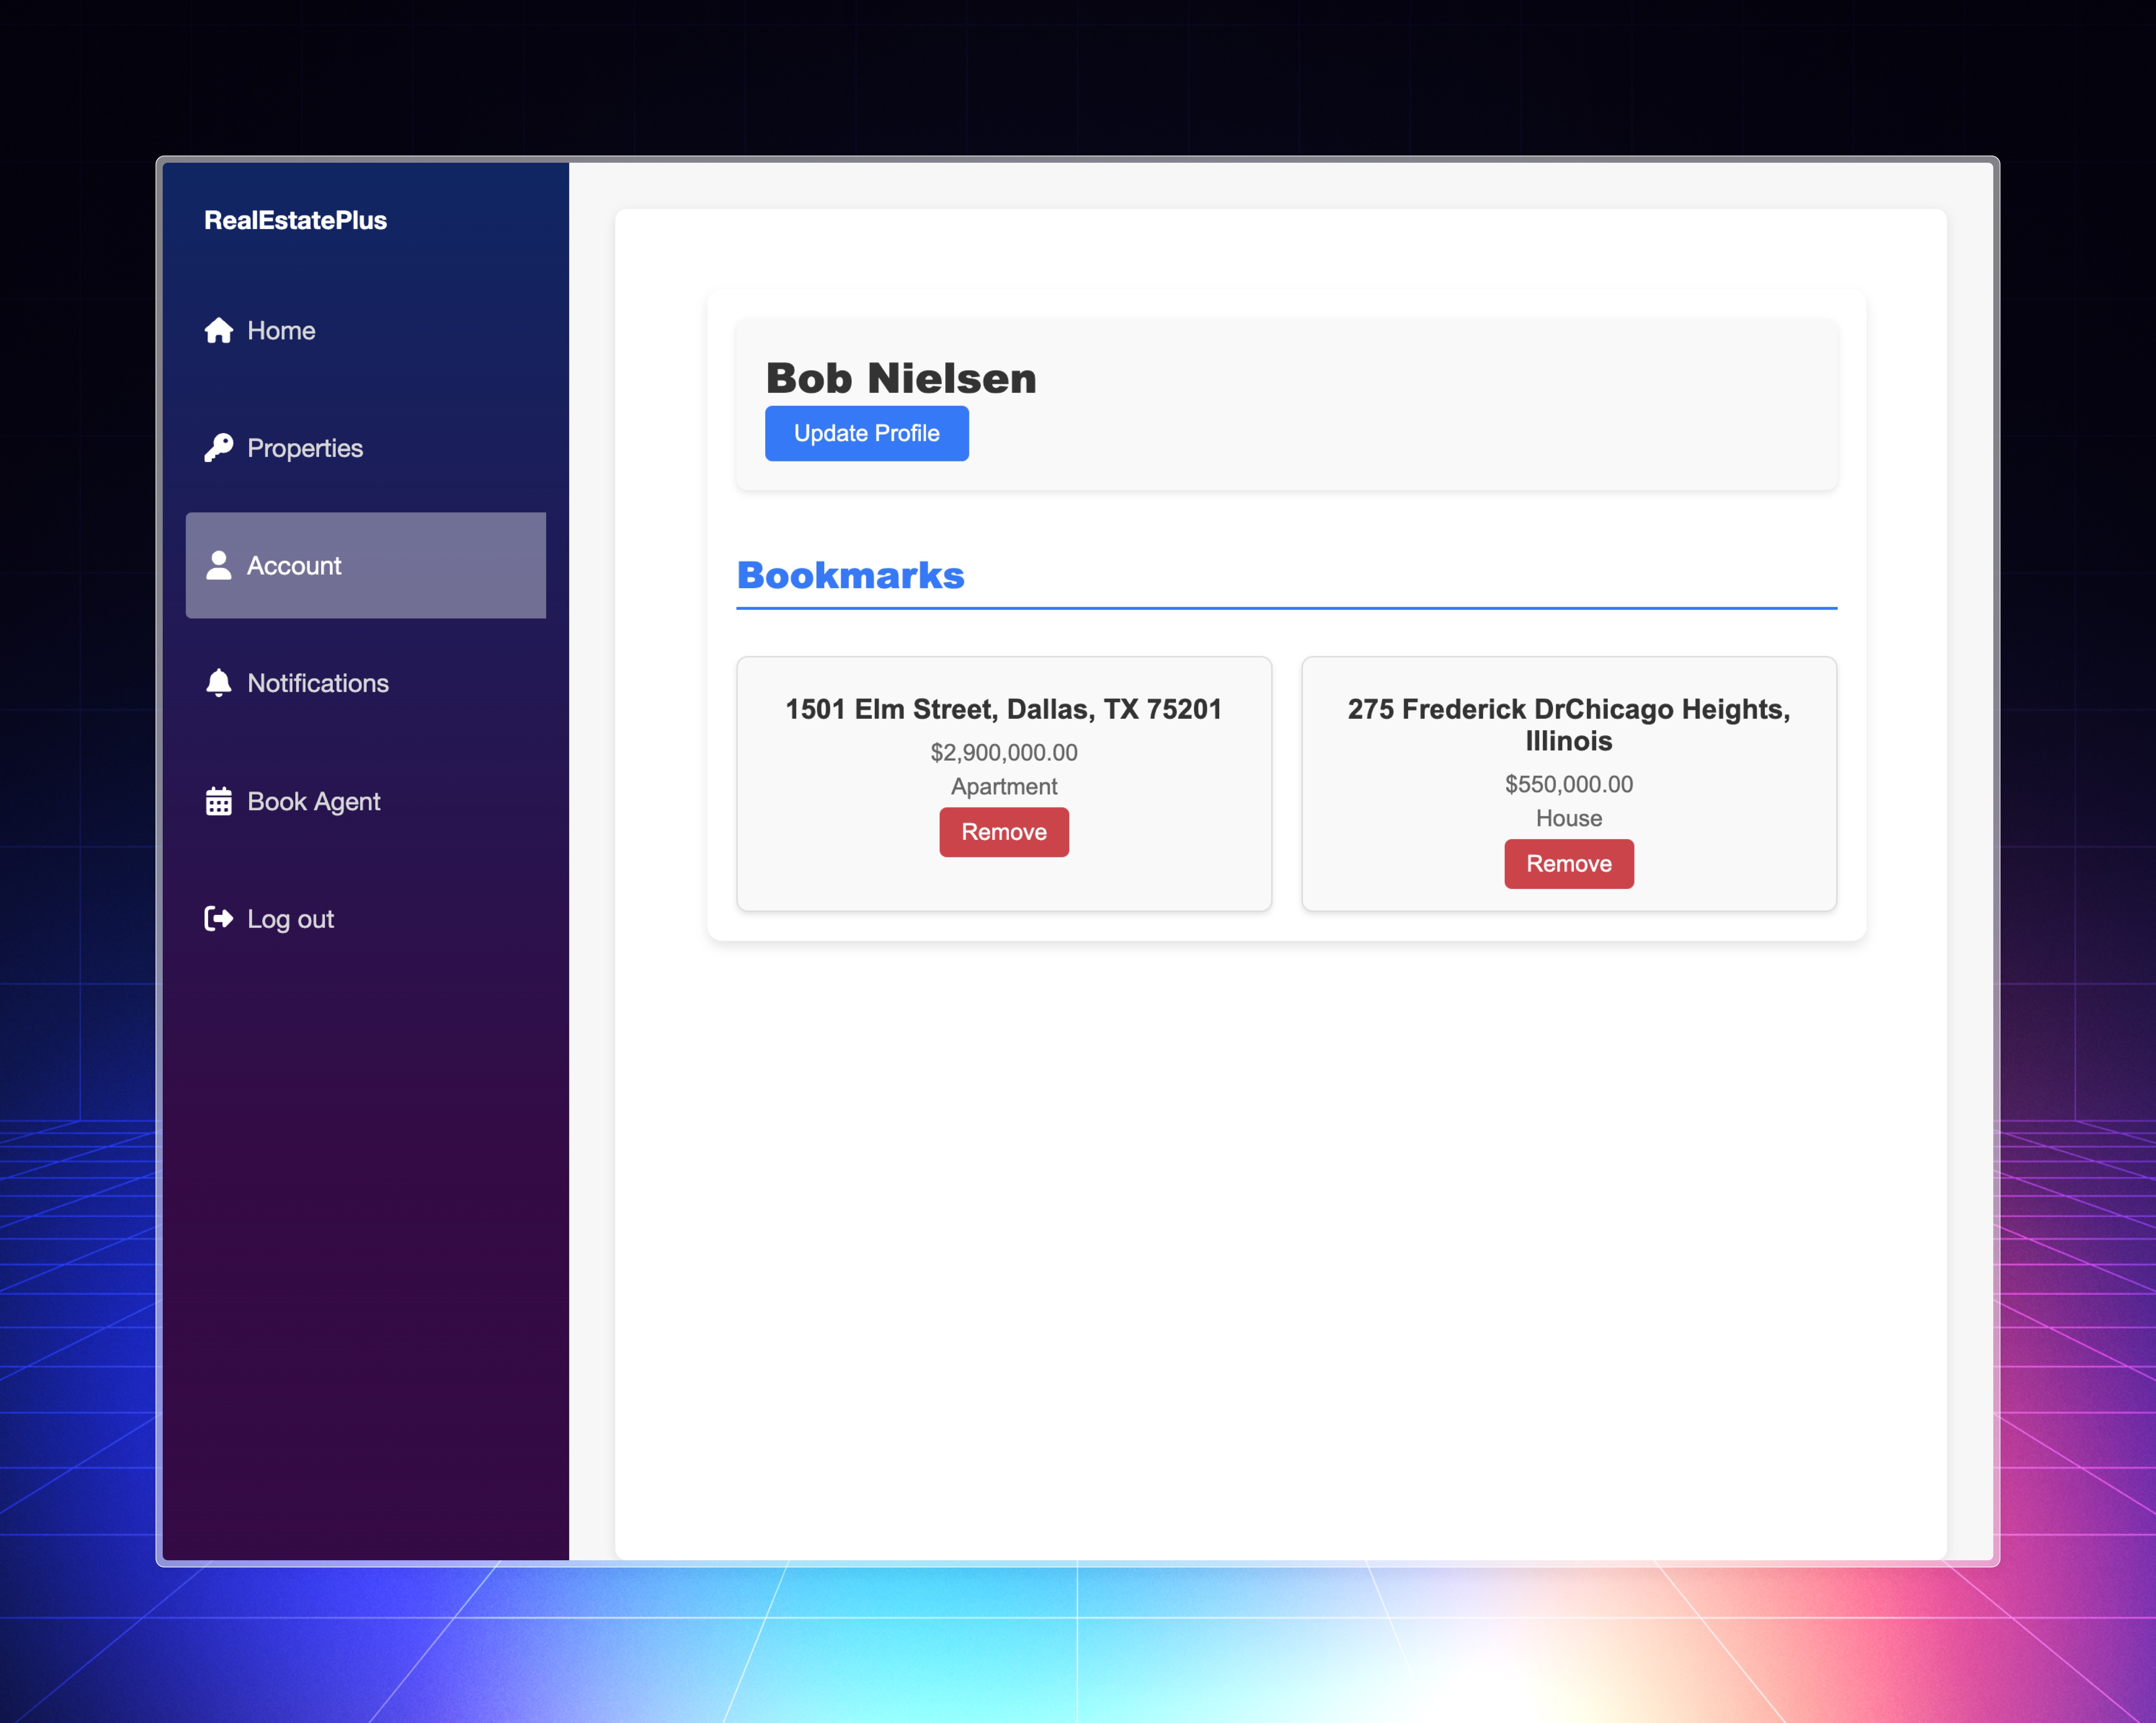 RealEstatePlus
Home
Properties
Account
Notifications
Book Agent
Log out
Bob Nielsen
Update Profile
Bookmarks
1501 Elm Street, Dallas, TX 75201
$2,900,000.00
Apartment
Remove
275 Frederick DrChicago Heights,
Illinois
$550,000.00
House
Remove